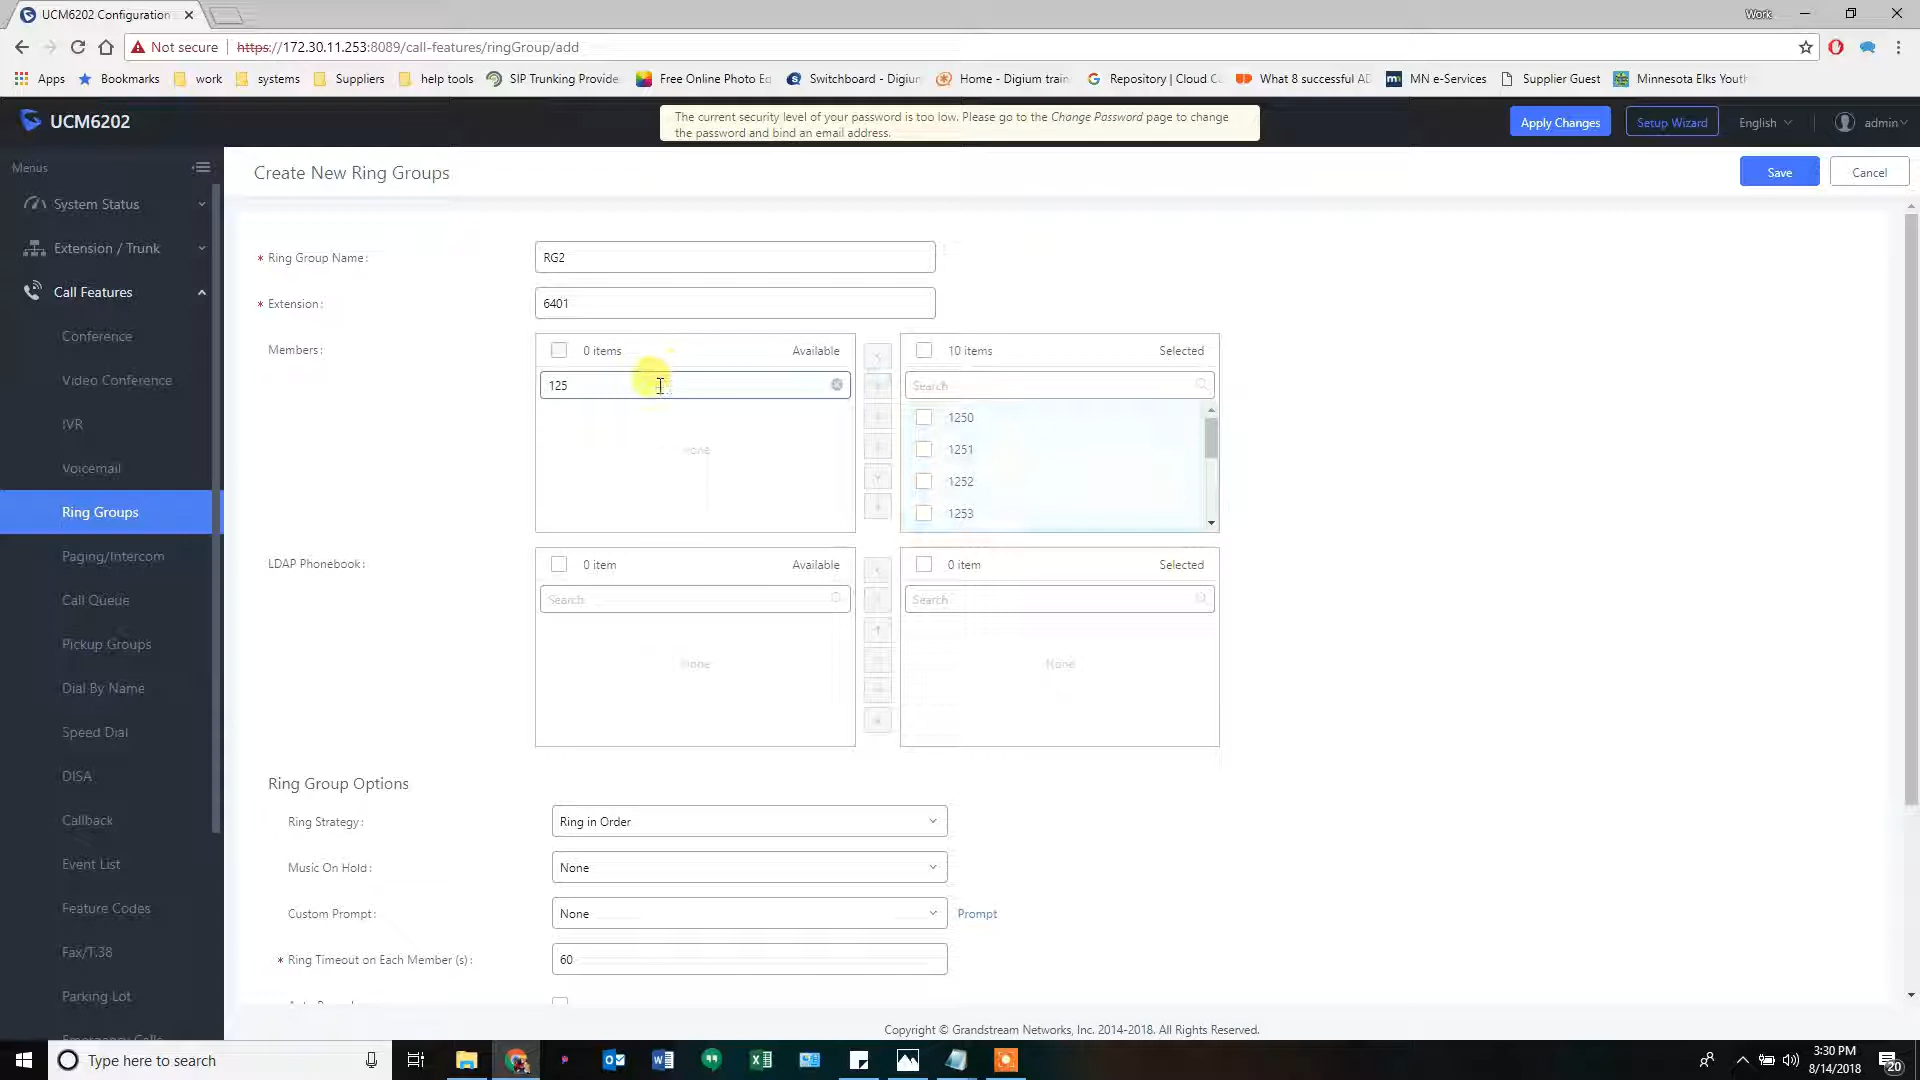 UCM6202 Configuration
Work
Not secure | https://172.30.11.253:8089/call-features/ringGroup/add
Apps Bookmarks work systems Suppliers help tools SIP Trunking Provide Free Online Photo Ed Switchboard - Digium Home - Digium train Repository | Cloud C What 8 successful AD MN e-Services Supplier Guest Minnesota Elks Youth
UCM6202
The current security level of your password is too low. Please go to the Change Password page to change
the password and bind an email address.
Apply Changes Setup Wizard English admin
Menus
System Status
Extension / Trunk
Call Features
Conference
Video Conference
IVR
Voicemail
Ring Groups
Paging/Intercom
Call Queue
Pickup Groups
Dial By Name
Speed Dial
DISA
Callback
Event List
Feature Codes
Fax/T.38
Parking Lot
Emergency Calls
Create New Ring Groups
Save Cancel
* Ring Group Name: RG2
* Extension: 6401
Members:
0 items Available
125
None
10 items Selected
Search
1250
1251
1252
1253
LDAP Phonebook:
0 item Available
Search
None
0 item Selected
Search
None
Ring Group Options
Ring Strategy: Ring in Order
Music On Hold: None
Custom Prompt: None Prompt
* Ring Timeout on Each Member (s): 60
Copyright © Grandstream Networks, Inc. 2014-2018. All Rights Reserved.
Type here to search
3:30 PM
8/14/2018
20